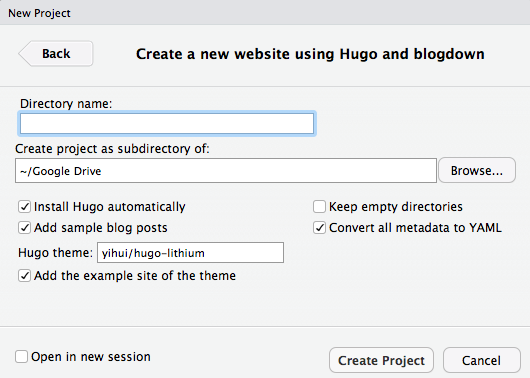 New Project
Back
Create a new website using Hugo and blogdown
Directory name:
Create project as subdirectory of:
~/Google Drive
Browse...
Install Hugo automatically
Keep empty directories
Add sample blog posts
Convert all metadata to YAML
Hugo theme: yihui/hugo-lithium
Add the example site of the theme
Open in new session
Create Project
Cancel